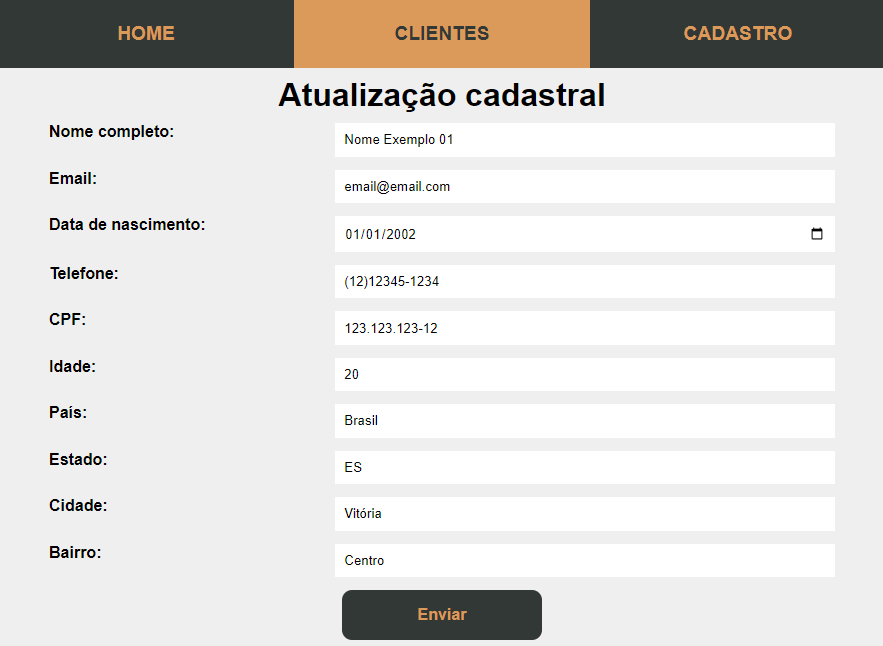 HOME CLIENTES CADASTRO
Atualização cadastral
Nome completo: Nome Exemplo 01
Email: email@email.com
Data de nascimento: 01/01/2002
Telefone: (12)12345-1234
CPF: 123.123.123-12
Idade: 20
País: Brasil
Estado: ES
Cidade: Vitória
Bairro: Centro
Enviar